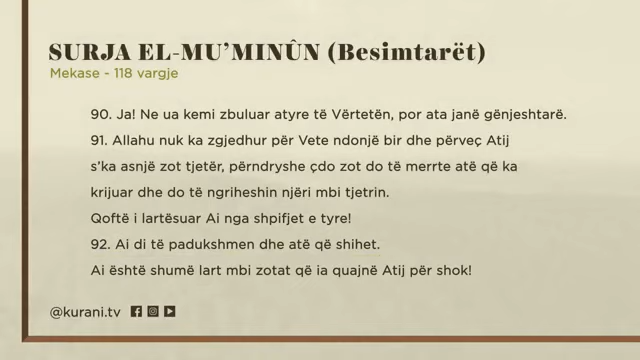 SURJA EL-MU’MINÛN (Besimtarët)
Mekase - 118 vargje
90. Ja! Ne ua kemi zbuluar atyre të Vërtetën, por ata janë gënjeshtarë.
91. Allahu nuk ka zgjedhur për Vete ndonjë bir dhe përveç Atij
s’ka asnjë zot tjetër, përndryshe çdo zot do të merrte atë që ka
krijuar dhe do të ngriheshin njëri mbi tjetrin.
Qoftë i lartësuar Ai nga shpifjet e tyre!
92. Ai di të padukshmen dhe atë që shihet.
Ai është shumë lart mbi zotat që ia quajnë Atij për shok!
@kurani.tv